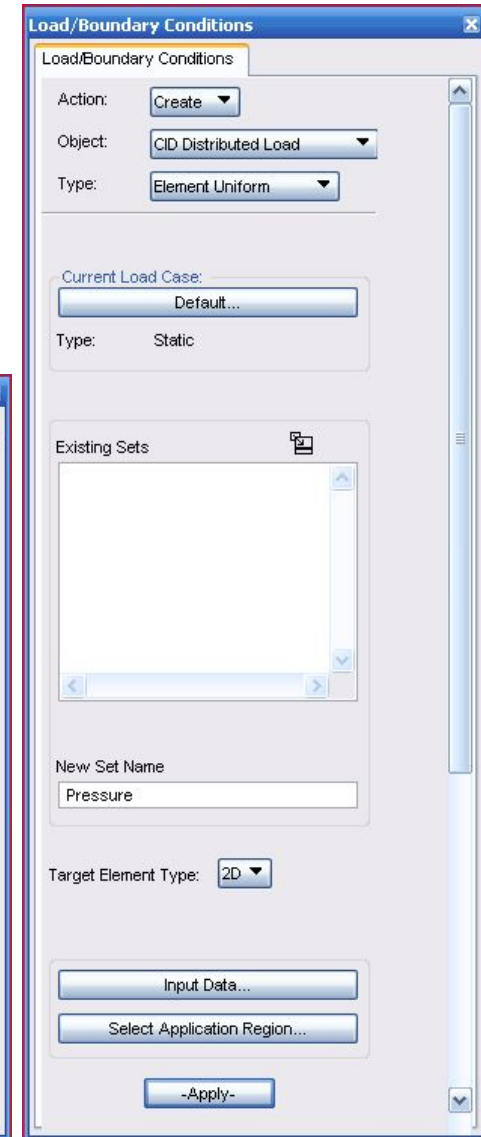 Load/Boundary Conditions
Load/Boundary Conditions
Action: Create
Object: CID Distributed Load
Type: Element Uniform
Current Load Case:
Default...
Type: Static
Existing Sets
New Set Name
Pressure
Target Element Type: 2D
Input Data...
Select Application Region...
-Apply-